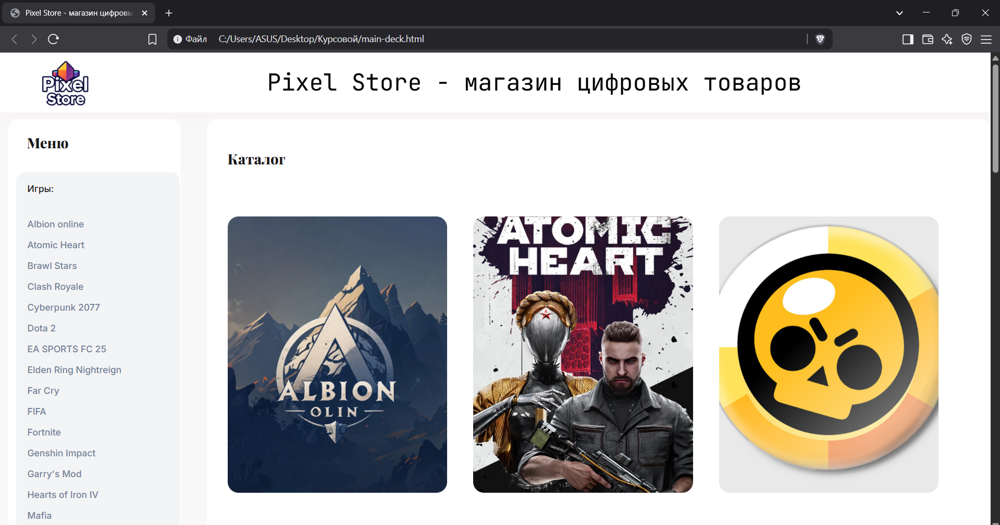 Pixel Store - магазин цифровы
Файл C:/Users/ASUS/Desktop/Курсовой/main-deck.html
Pixel
Store
Pixel Store - магазин цифровых товаров
Меню
Игры:
Albion online
Atomic Heart
Brawl Stars
Clash Royale
Cyberpunk 2077
Dota 2
EA SPORTS FC 25
Elden Ring Nightreign
Far Cry
FIFA
Fortnite
Genshin Impact
Garry's Mod
Hearts of Iron IV
Mafia
Каталог
ALBION
OLIN
ATOMIC
HEART